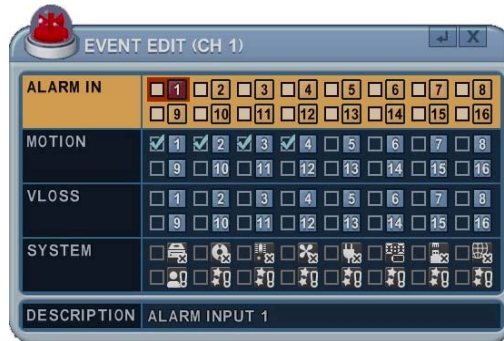 EVENT EDIT (CH 1)
X
ALARM IN 1 2 3 4 5 6 7 8
9 10 11 12 13 14 15 16
MOTION 1 2 3 4 5 6 7 8
9 10 11 12 13 14 15 16
VLOSS 1 2 3 4 5 6 7 8
9 10 11 12 13 14 15 16
SYSTEM
DESCRIPTION ALARM INPUT 1